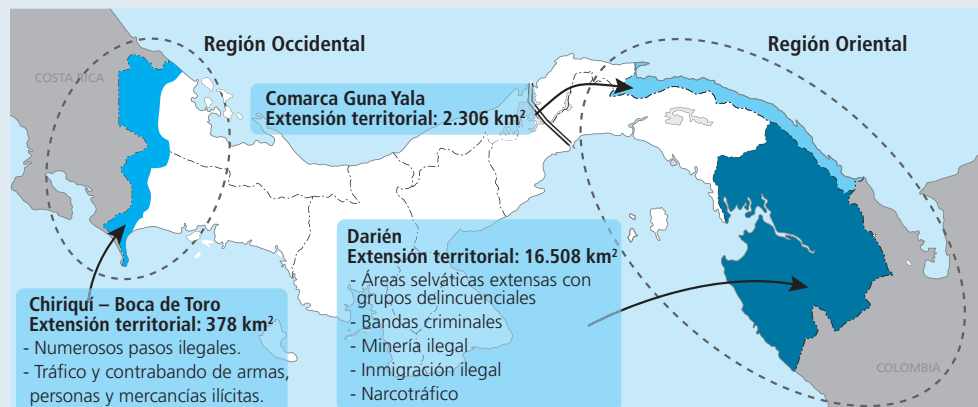 Región Occidental
Región Oriental
COSTA RICA
Comarca Guna Yala
Extensión territorial: 2.306 km²
Darién
Extensión territorial: 16.508 km²
- Áreas selváticas extensas con
grupos delincuenciales
- Bandas criminales
- Minería ilegal
- Inmigración ilegal
- Narcotráfico
Chiriquí – Boca de Toro
Extensión territorial: 378 km²
- Numerosos pasos ilegales.
- Tráfico y contrabando de armas,
personas y mercancías ilícitas.
COLOMBIA